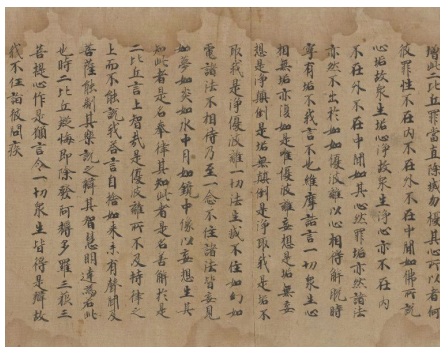 增此二比丘罪當直除滅勿擾其心所以者何
彼罪性不在內不在外不在中間如佛所說
心垢故衆生垢心淨故衆生淨心亦不在內
不在外不在中間如其心然罪垢亦然諸法
亦然不出於如如優波離以心相得解脫時
寧有垢不我言不也維摩詰言一切衆生心
相無垢亦復如是唯優波離妄想是垢無妄
想是淨顛倒是垢無顛倒是淨取我是垢不
取我是淨優波離一切法生滅不住如幻如
電諸法不相待乃至一念不住諸法皆妄見
如夢如炎如水中月如鏡中像以妄想生其
知此者是名奉律其知此者是名善解於是
二比丘言上智哉是優波離所不及持律之
上而不能說我答言自捨如來未有聲聞及
菩薩能制其樂說之辯其智慧明達為若此
也時二比丘疑悔即除發阿耨多羅三藐三
菩提心作是願言令一切衆生皆得是辯故
我不任詣彼問疾